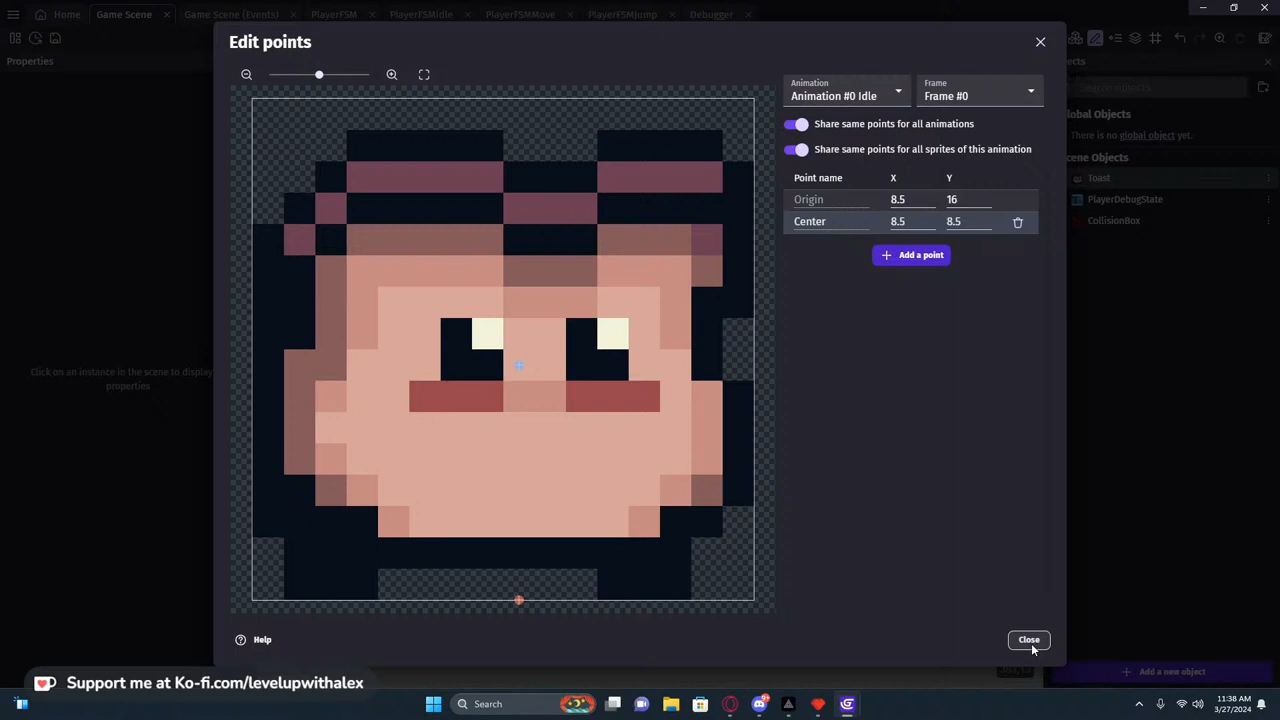 Home
Game Scene
Game Scene (Events)
PlayerFSM
PlayerFSMIdle
PlayerFSMMove
PlayerFSMJump
Debugger
Properties
Edit points
Animation
Animation #0 Idle
Frame
Frame #0
Share same points for all animations
Share same points for all sprites of this animation
Point name X Y
Origin 8.5 16
Center 8.5 8.5
Add a point
Click on an instance in the scene to display
properties
Search objects
There is no global object yet.
Toast
PlayerDebugState
CollisionBox
Help
Close
Add a new object
Support me at Ko-fi.com/levelupwithalex
Search
9+
11:38 AM
3/27/2024